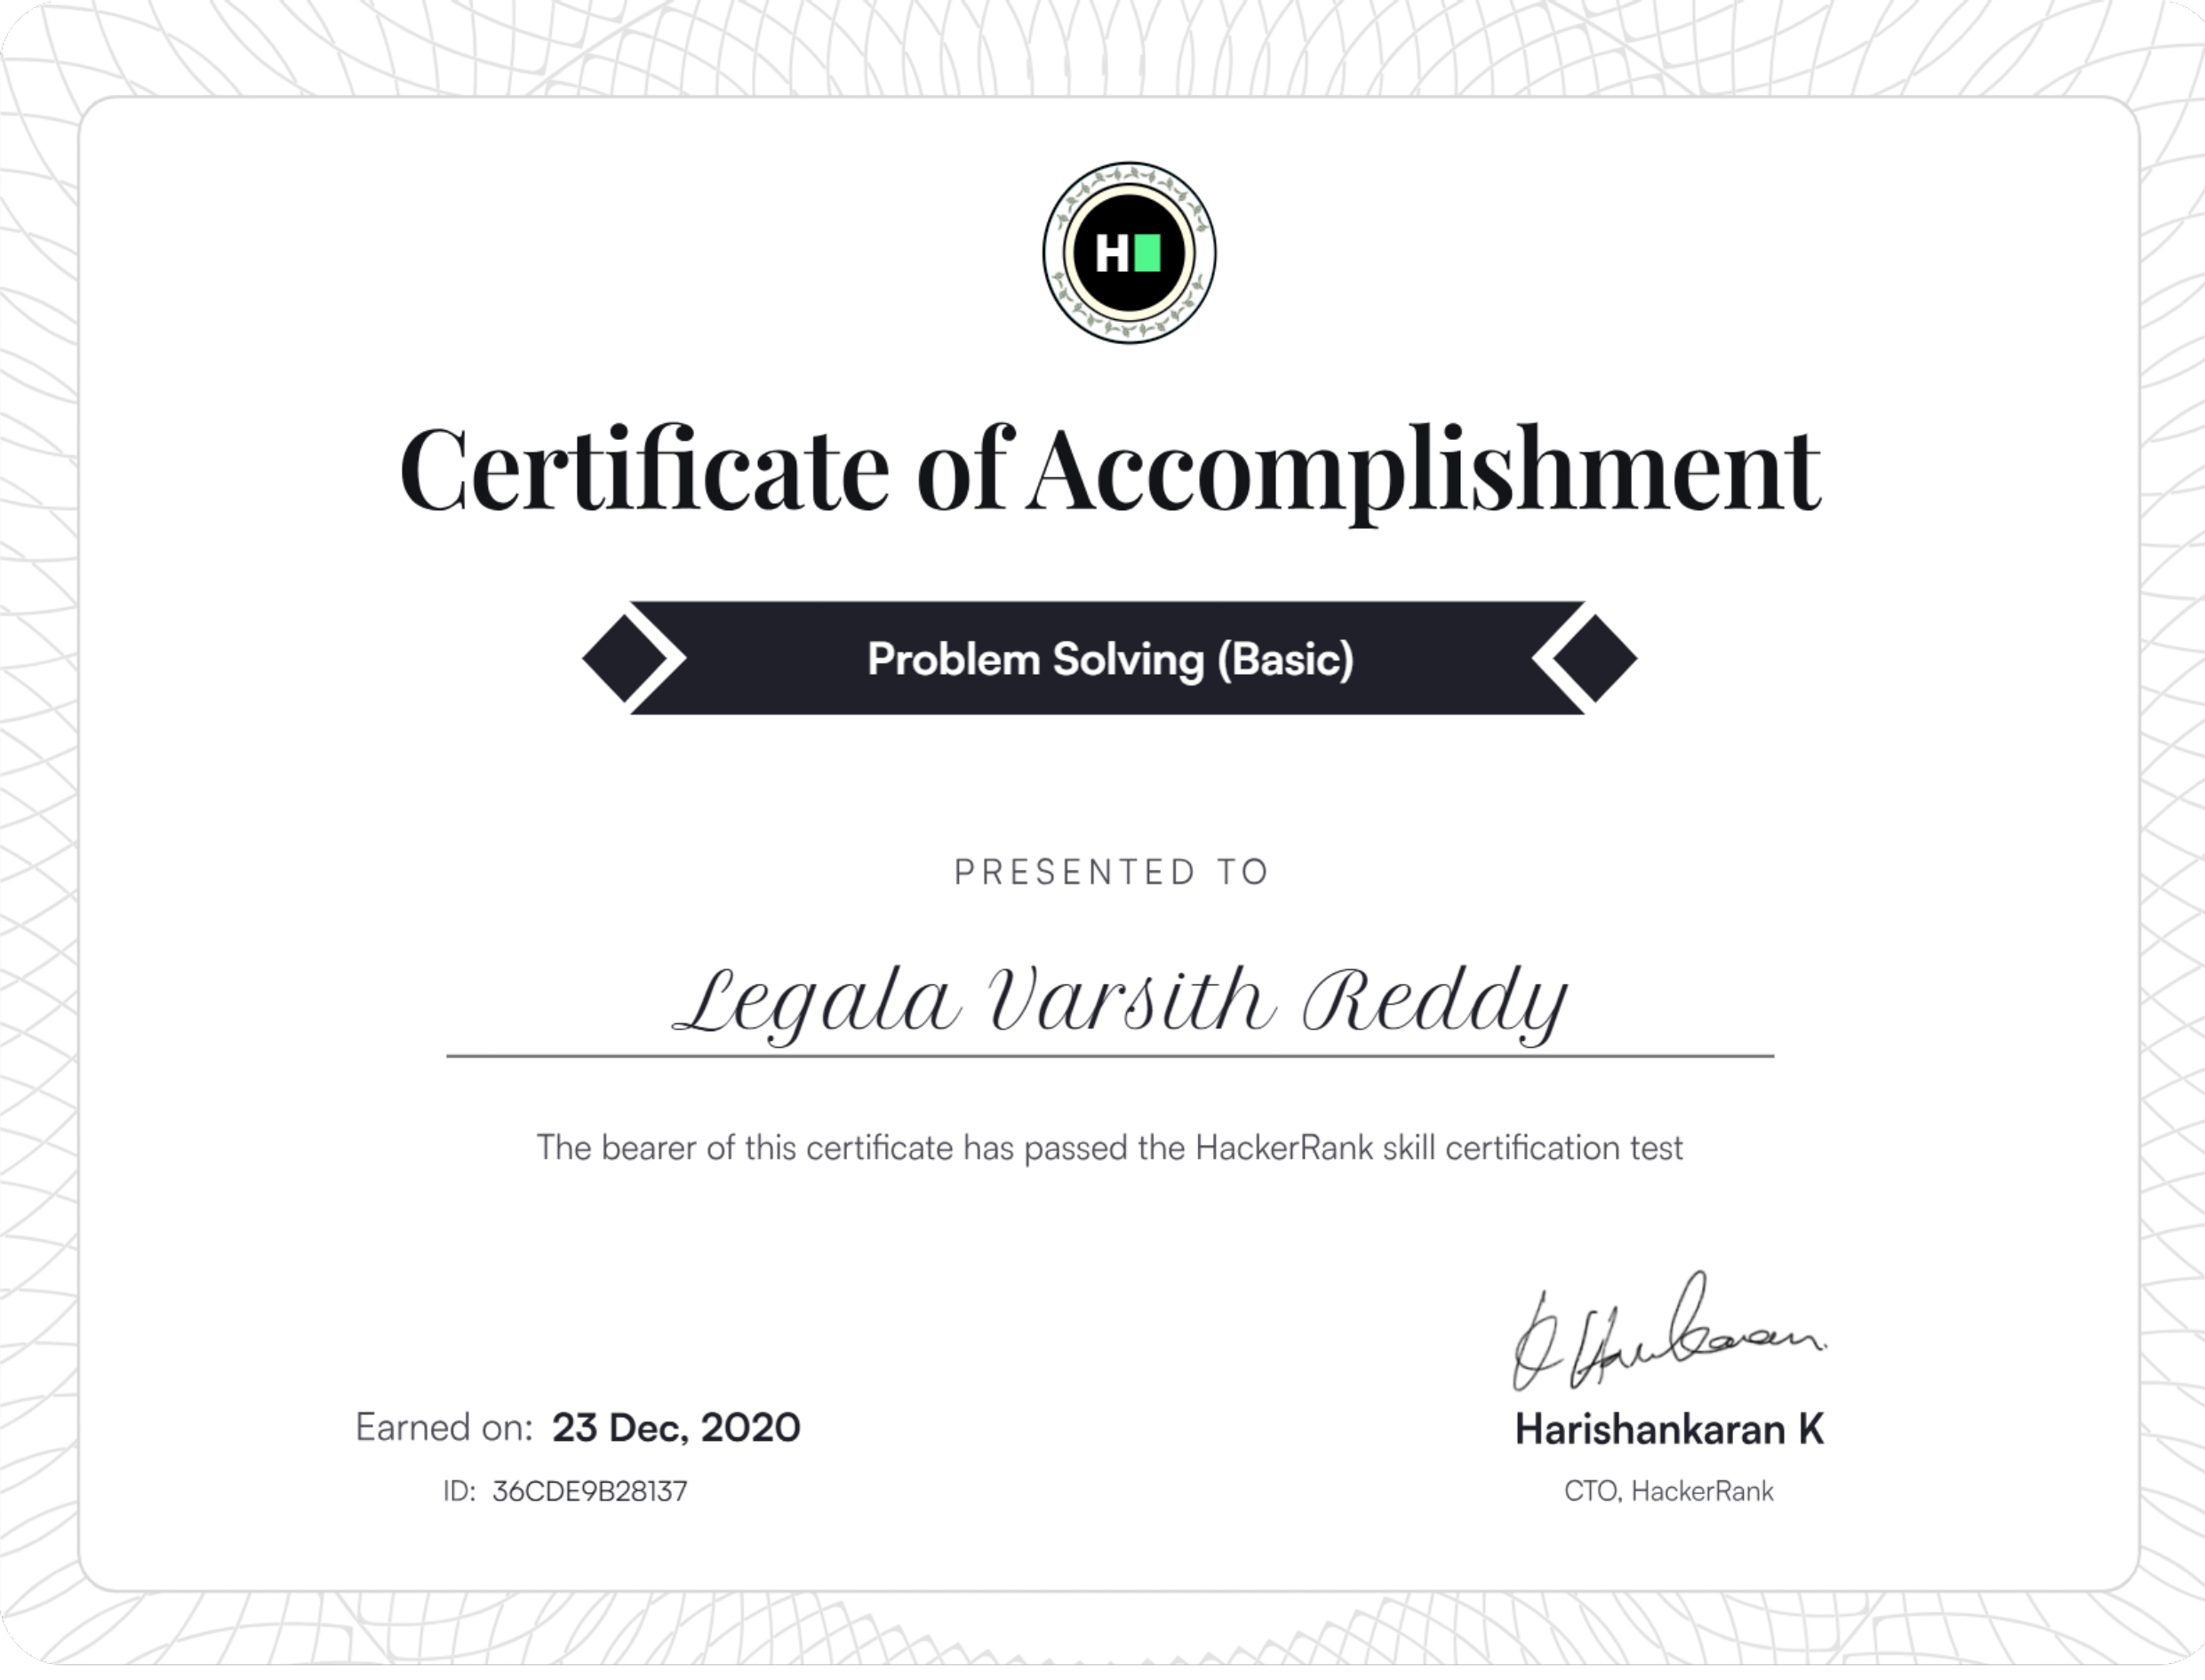 H
Certificate of Accomplishment
Problem Solving (Basic)
PRESENTED TO
Legala Varsith Reddy
The bearer of this certificate has passed the HackerRank skill certification test
Earned on: 23 Dec, 2020
ID: 36CDE9B28137
Harishankaran K
CTO, HackerRank